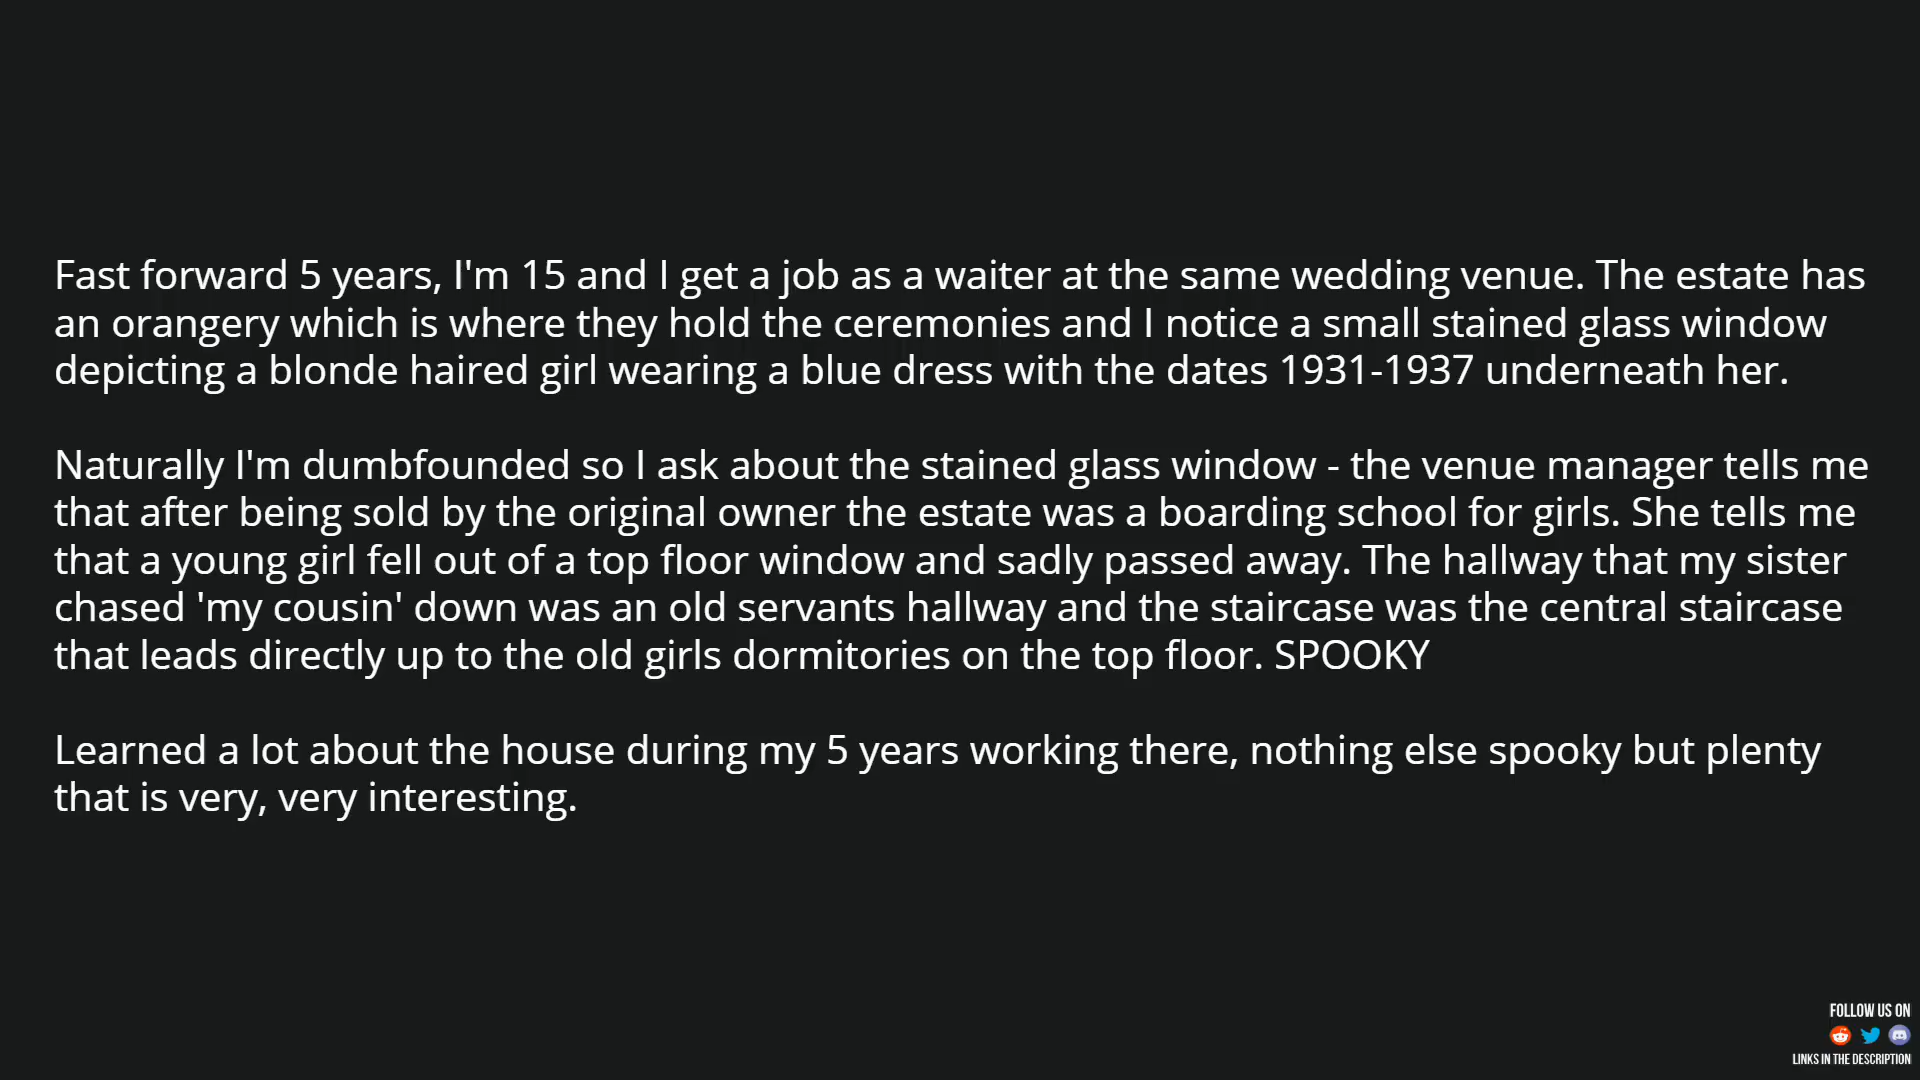 Fast forward 5 years, I'm 15 and I get a job as a waiter at the same wedding venue. The estate has
an orangery which is where they hold the ceremonies and I notice a small stained glass window
depicting a blonde haired girl wearing a blue dress with the dates 1931-1937 underneath her.
Naturally I'm dumbfounded so I ask about the stained glass window - the venue manager tells me
that after being sold by the original owner the estate was a boarding school for girls. She tells me
that a young girl fell out of a top floor window and sadly passed away. The hallway that my sister
chased 'my cousin' down was an old servants hallway and the staircase was the central staircase
that leads directly up to the old girls dormitories on the top floor. SPOOKY
Learned a lot about the house during my 5 years working there, nothing else spooky but plenty
that is very, very interesting.
FOLLOW US ON
LINKS IN THE DESCRIPTION